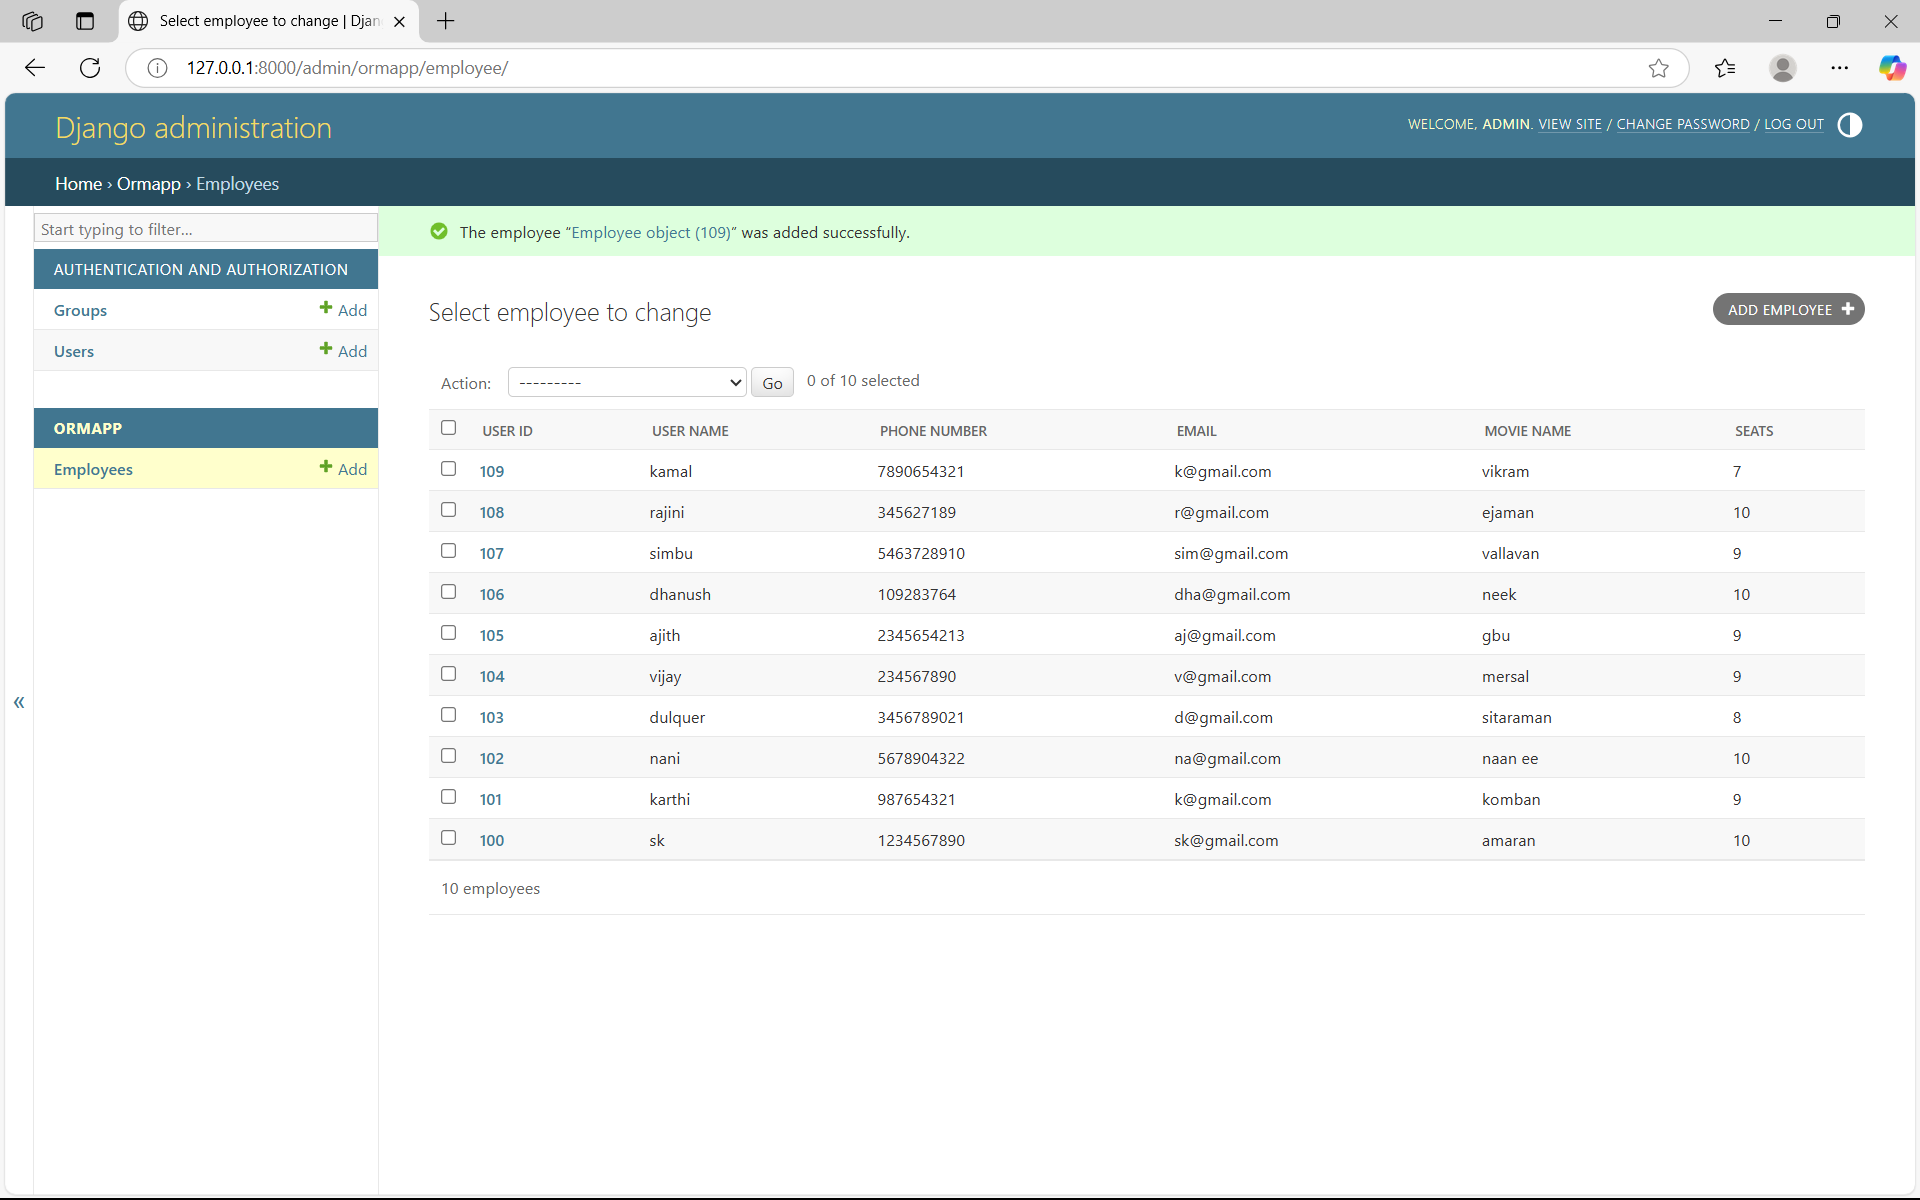 Select employee to change | Djan
127.0.0.1:8000/admin/ormapp/employee/
Django administration
WELCOME, ADMIN. VIEW SITE / CHANGE PASSWORD / LOG OUT
Home › Ormapp › Employees
Start typing to filter...
AUTHENTICATION AND AUTHORIZATION
Groups Add
Users Add
ORMAPP
Employees Add
«
The employee “Employee object (109)” was added successfully.
Select employee to change
ADD EMPLOYEE
Action: --------- Go 0 of 10 selected
USER ID USER NAME PHONE NUMBER EMAIL MOVIE NAME SEATS
109 kamal 7890654321 k@gmail.com vikram 7
108 rajini 345627189 r@gmail.com ejaman 10
107 simbu 5463728910 sim@gmail.com vallavan 9
106 dhanush 109283764 dha@gmail.com neek 10
105 ajith 2345654213 aj@gmail.com gbu 9
104 vijay 234567890 v@gmail.com mersal 9
103 dulquer 3456789021 d@gmail.com sitaraman 8
102 nani 5678904322 na@gmail.com naan ee 10
101 karthi 987654321 k@gmail.com komban 9
100 sk 1234567890 sk@gmail.com amaran 10
10 employees